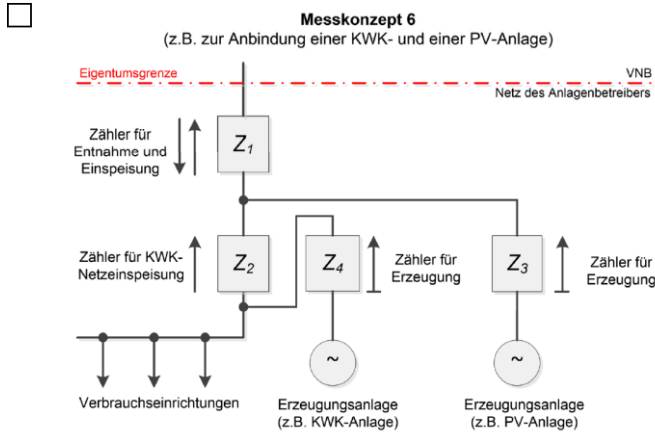 Messkonzept 6
(z.B. zur Anbindung einer KWK- und einer PV-Anlage)
Eigentumsgrenze
VNB
Netz des Anlagenbetreibers
Zähler für
Entnahme und
Einspeisung
Z1
Zähler für KWK-
Netzeinspeisung
Z2
Z4
Zähler für
Erzeugung
Z3
Zähler für
Erzeugung
~
~
Verbrauchseinrichtungen
Erzeugungsanlage
(z.B. KWK-Anlage)
Erzeugungsanlage
(z.B. PV-Anlage)